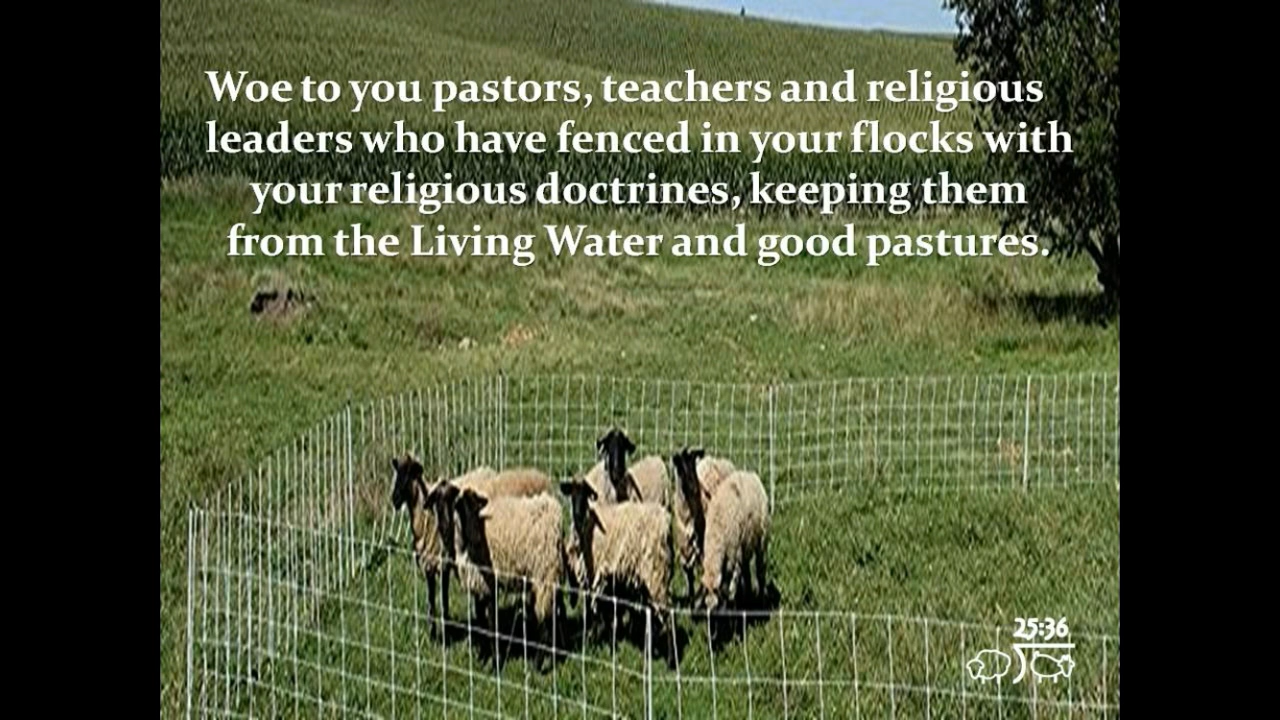 Woe to you pastors, teachers and religious
leaders who have fenced in your flocks with
your religious doctrines, keeping them
from the Living Water and good pastures.
25:36